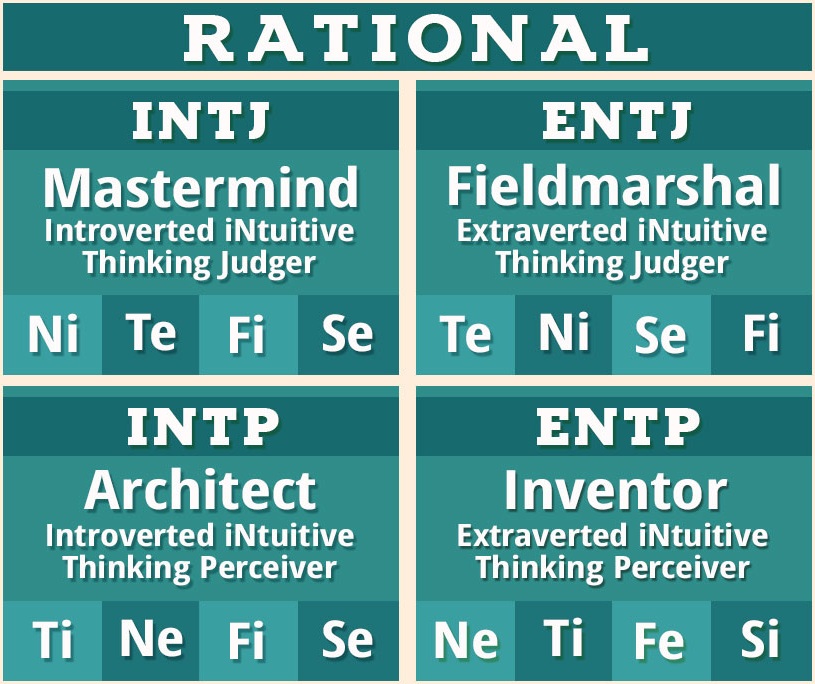 RATIONAL
INTJ
Mastermind
Introverted iNtuitive
Thinking Judger
Ni Te Fi Se
ENTJ
Fieldmarshal
Extraverted iNtuitive
Thinking Judger
Te Ni Se Fi
INTP
Architect
Introverted iNtuitive
Thinking Perceiver
Ti Ne Fi Se
ENTP
Inventor
Extraverted iNtuitive
Thinking Perceiver
Ne Ti Fe Si